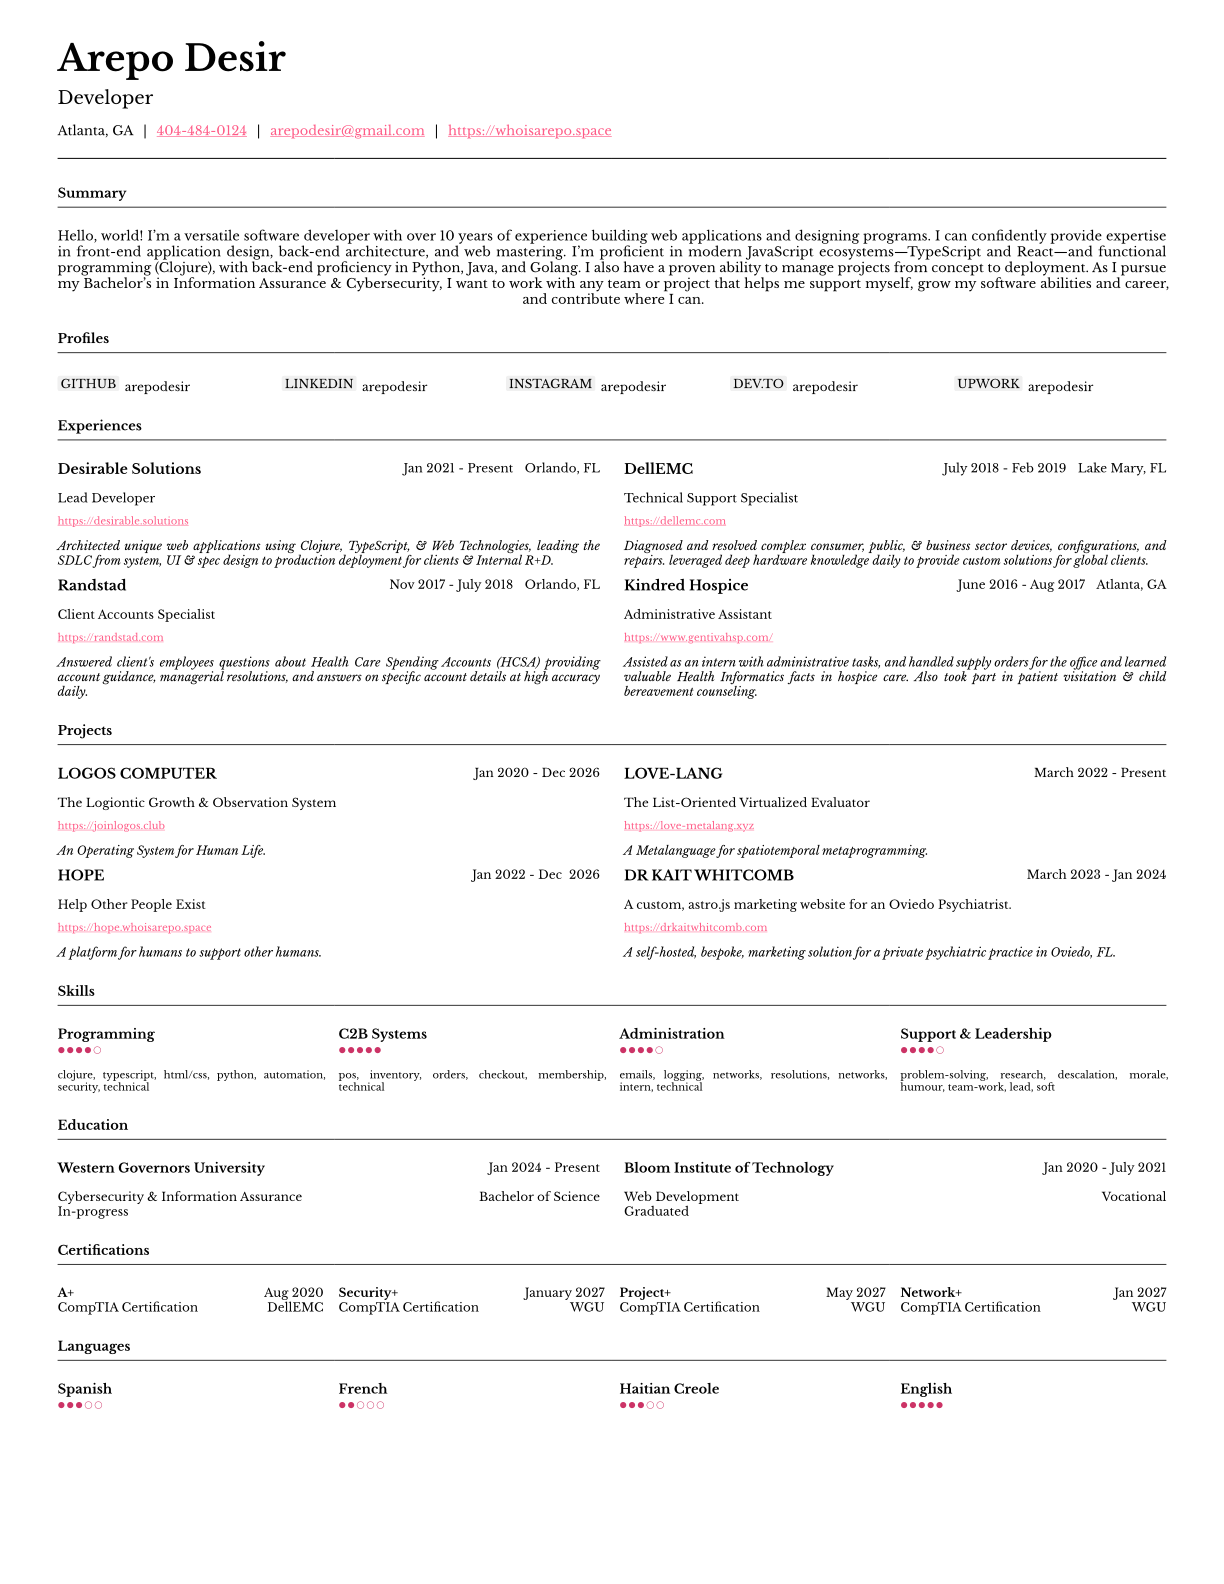 Arepo Desir
Developer
Atlanta, GA | 404-484-0124 | arepodesir@gmail.com | https://whoisarepo.space
Summary
Hello, world! I'm a versatile software developer with over 10 years of experience building web applications and designing programs. I can confidently provide expertise
in front-end application design, back-end architecture, and web mastering. I'm proficient in modern JavaScript ecosystems—TypeScript and React—and functional
programming (Clojure), with back-end proficiency in Python, Java, and Golang. I also have a proven ability to manage projects from concept to deployment. As I pursue
my Bachelor's in Information Assurance & Cybersecurity, I want to work with any team or project that helps me support myself, grow my software abilities and career,
and contribute where I can.
Profiles
GITHUB arepodesir LINKEDIN arepodesir INSTAGRAM arepodesir DEV.TO arepodesir UPWORK arepodesir
Experiences
Desirable Solutions Jan 2021 - Present Orlando, FL
Lead Developer
https://desirable.solutions
Architected unique web applications using Clojure, TypeScript, & Web Technologies, leading the
SDLC from system, UI & spec design to production deployment for clients & Internal R+D.
DellEMC July 2018 - Feb 2019 Lake Mary, FL
Technical Support Specialist
https://dellemc.com
Diagnosed and resolved complex consumer, public, & business sector devices, configurations, and
repairs. leveraged deep hardware knowledge daily to provide custom solutions for global clients.
Randstad Nov 2017 - July 2018 Orlando, FL
Client Accounts Specialist
https://randstad.com
Answered client's employees questions about Health Care Spending Accounts (HCSA) providing
account guidance, managerial resolutions, and answers on specific account details at high accuracy
daily.
Kindred Hospice June 2016 - Aug 2017 Atlanta, GA
Administrative Assistant
https://www.gentivahsp.com/
Assisted as an intern with administrative tasks, and handled supply orders for the office and learned
valuable Health Informatics facts in hospice care. Also took part in patient visitation & child
bereavement counseling.
Projects
LOGOS COMPUTER Jan 2020 - Dec 2026
The Logiontic Growth & Observation System
https://joinlogos.club
An Operating System for Human Life.
LOVE-LANG March 2022 - Present
The List-Oriented Virtualized Evaluator
https://love-metalang.xyz
A Metalanguage for spatiotemporal metaprogramming.
HOPE Jan 2022 - Dec 2026
Help Other People Exist
https://hope.whoisarepo.space
A platform for humans to support other humans.
DR KAIT WHITCOMB March 2023 - Jan 2024
A custom, astro.js marketing website for an Oviedo Psychiatrist.
https://drkaitwhitcomb.com
A self-hosted, bespoke, marketing solution for a private psychiatric practice in Oviedo, FL.
Skills
Programming
clojure, typescript, html/css, python, automation,
security, technical
C2B Systems
pos, inventory, orders, checkout, membership,
technical
Administration
emails, logging, networks, resolutions, networks,
intern, technical
Support & Leadership
problem-solving, research, descalation, morale,
humour, team-work, lead, soft
Education
Western Governors University Jan 2024 - Present
Cybersecurity & Information Assurance Bachelor of Science
In-progress
Bloom Institute of Technology Jan 2020 - July 2021
Web Development Vocational
Graduated
Certifications
A+ Aug 2020
CompTIA Certification DellEMC
Security+ January 2027
CompTIA Certification WGU
Project+ May 2027
CompTIA Certification WGU
Network+ Jan 2027
CompTIA Certification WGU
Languages
Spanish French Haitian Creole English